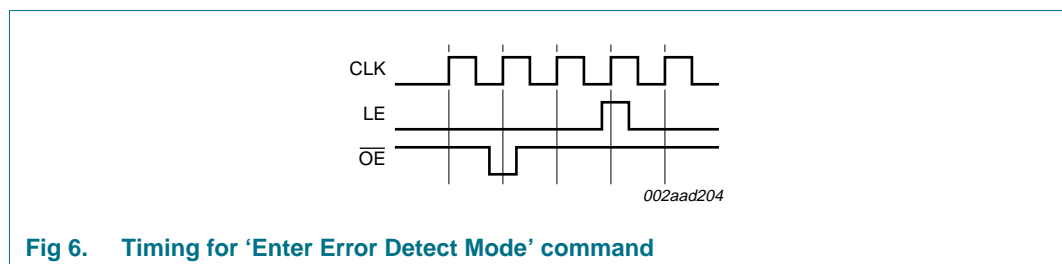 CLK
LE
OE
002aad204
Fig 6. Timing for ‘Enter Error Detect Mode’ command